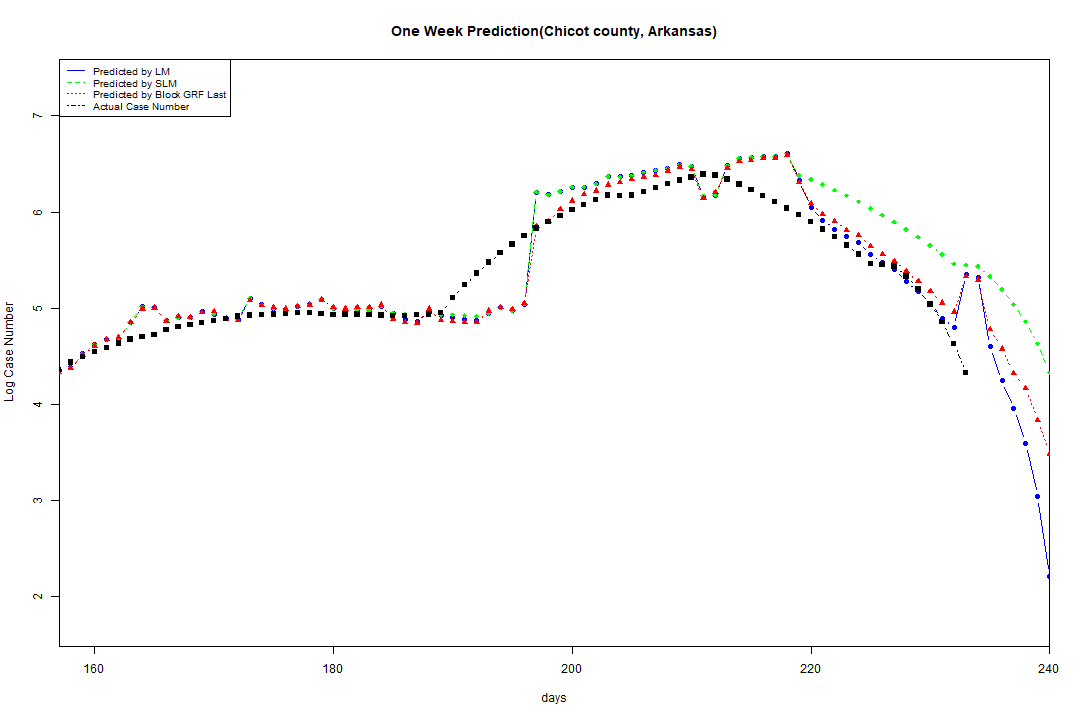 One Week Prediction(Chicot county, Arkansas)
Predicted by LM
Predicted by SLM
Predicted by Block GRF Last
Actual Case Number
Log Case Number
7
6
5
4
3
2
160 180 200 220 240
days